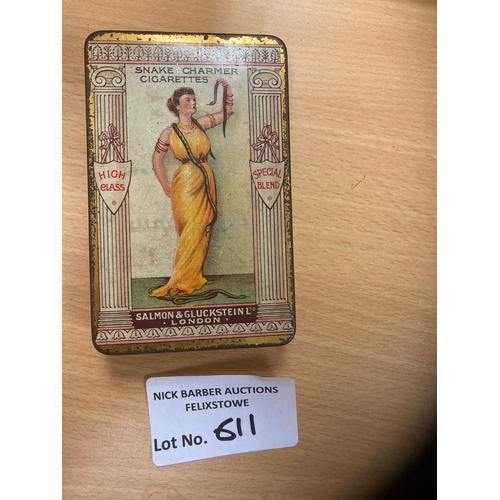 SNAKE CHARMER
CIGARETTES
HIGH
CLASS
SPECIAL
BLEND
SALMON & GLUCKSTEIN LTD
· LONDON ·
NICK BARBER AUCTIONS
FELIXSTOWE
Lot No. 611